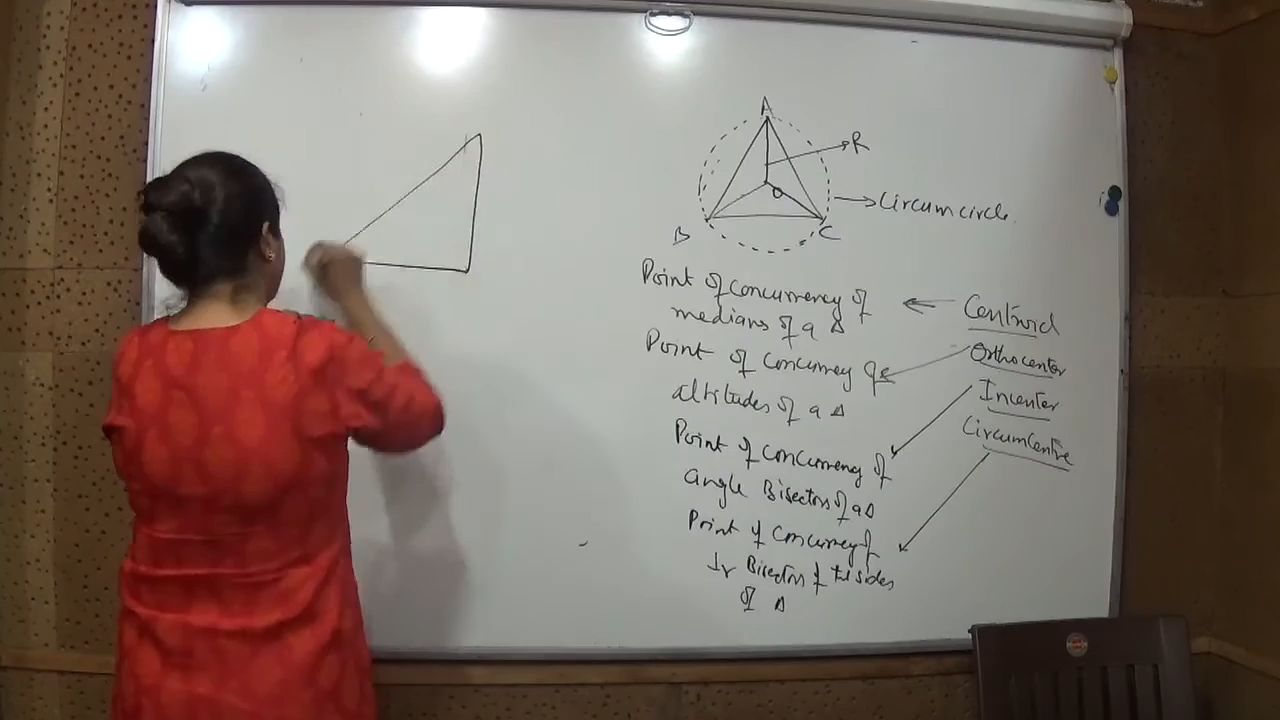 A
R
O
Circumcircle.
B
C
Point of concurrency of
medians of a Δ
Centroid
Point of concurrency of
altitudes of a Δ
Orthocenter
Incenter
Point of concurrency of
angle Bisectors of a Δ
Circumcentre
Point of concurrency of
⊥r Bisectors of sides
of Δ